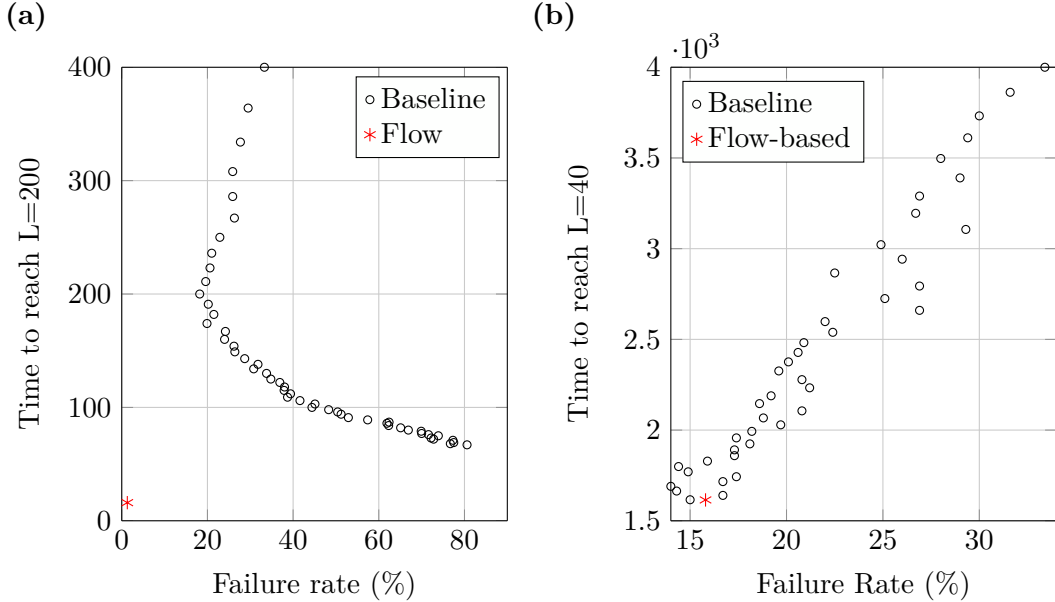 (a)
400
300
200
100
0
0
20
40
60
80
Time to reach L=200
Failure rate (%)
Baseline
Flow
(b)
·10³
4
3.5
3
2.5
2
1.5
15
20
25
30
Time to reach L=40
Failure Rate (%)
Baseline
Flow-based